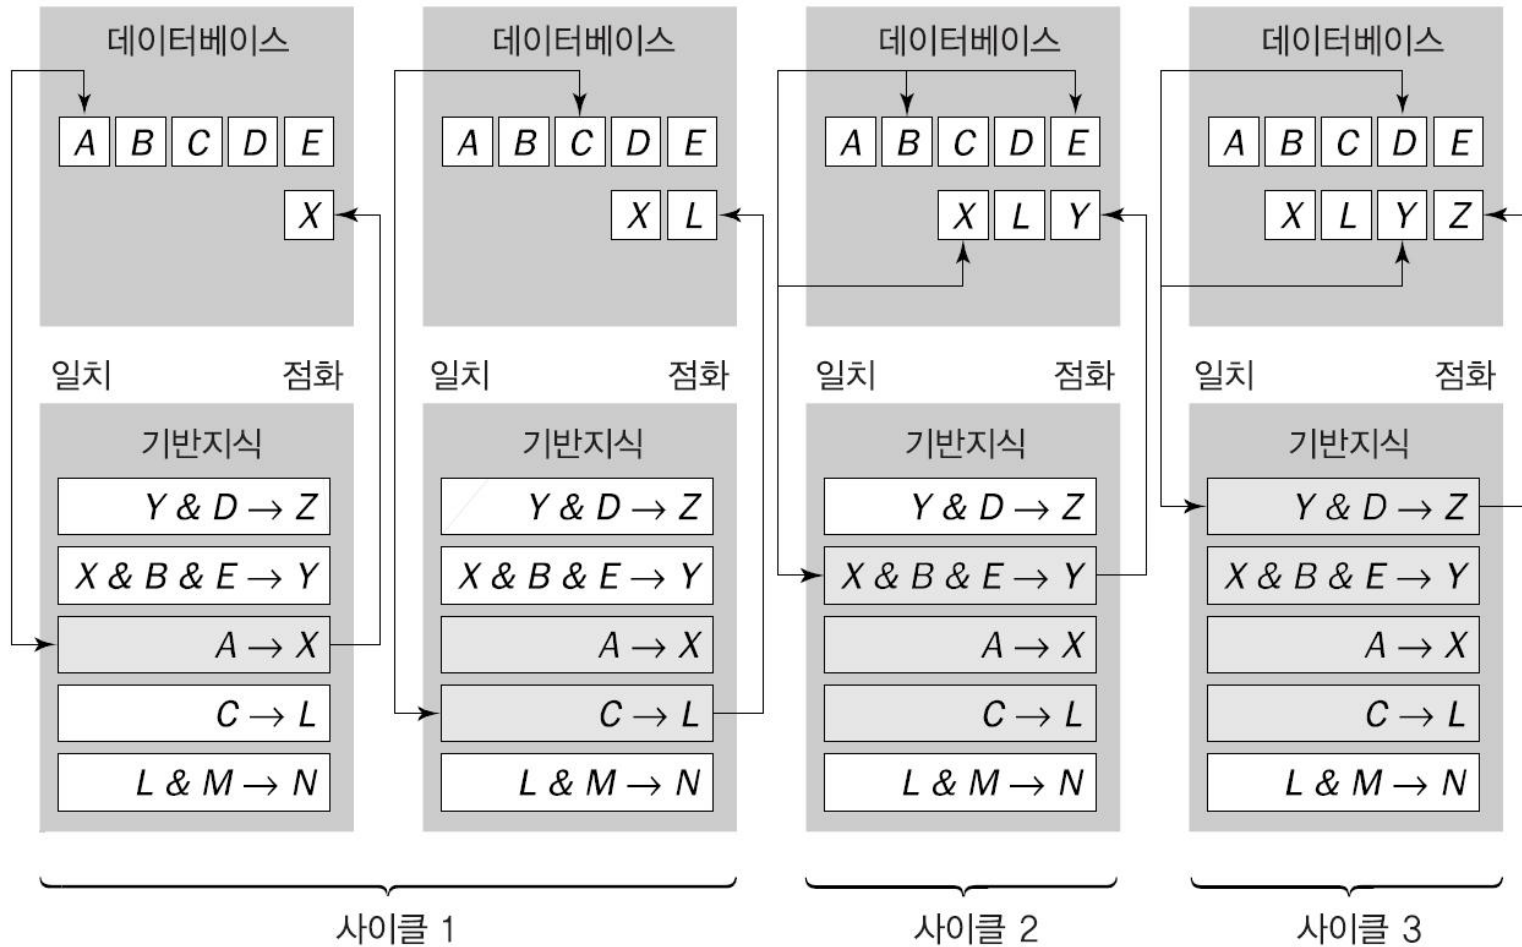 데이터베이스
A B C D E
X
일치 점화
기반지식
Y & D → Z
X & B & E → Y
A → X
C → L
L & M → N
데이터베이스
A B C D E
X L
일치 점화
기반지식
Y & D → Z
X & B & E → Y
A → X
C → L
L & M → N
사이클 1
데이터베이스
A B C D E
X L Y
일치 점화
기반지식
Y & D → Z
X & B & E → Y
A → X
C → L
L & M → N
사이클 2
데이터베이스
A B C D E
X L Y Z
일치 점화
기반지식
Y & D → Z
X & B & E → Y
A → X
C → L
L & M → N
사이클 3